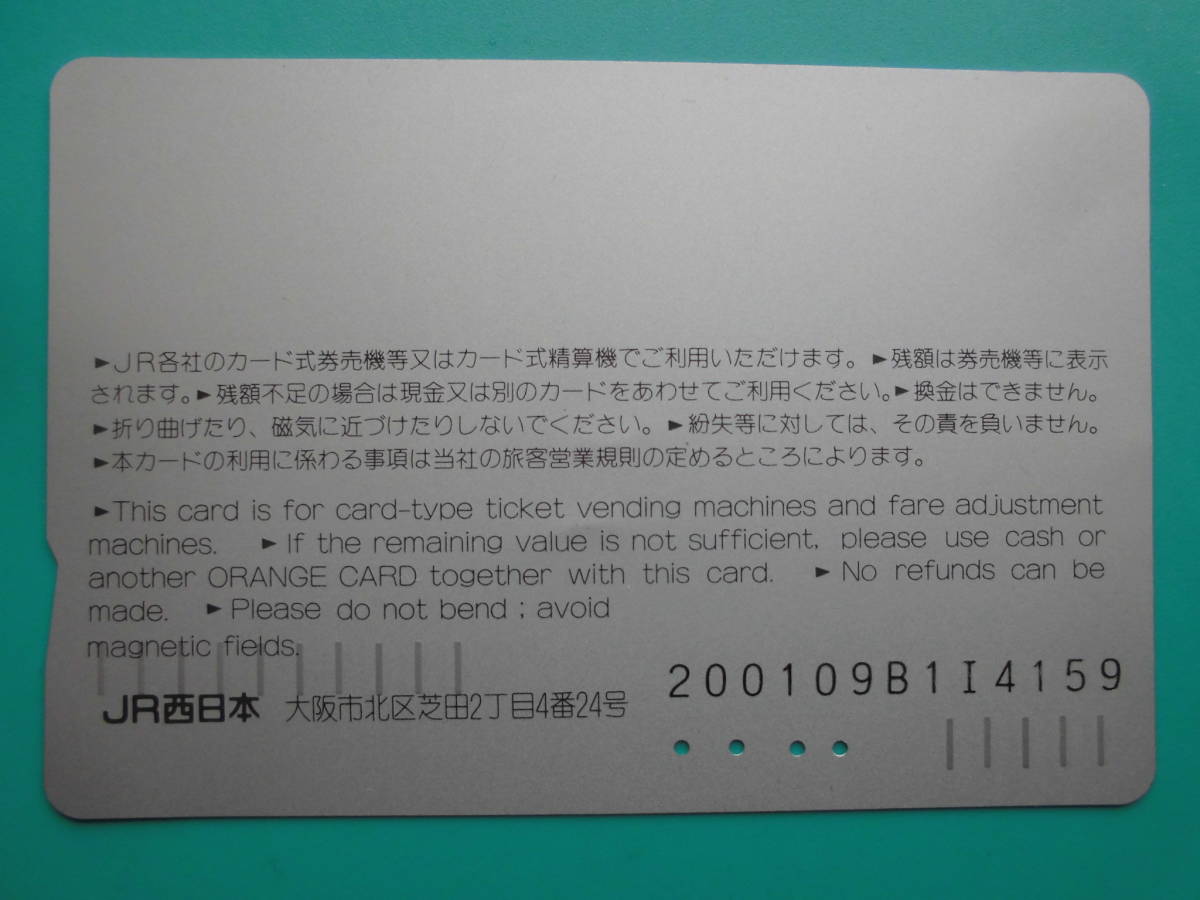 ►JR各社のカード式券売機等又はカード式精算機でご利用いただけます。►残額は券売機等に表示
されます。►残額不足の場合は現金又は別のカードをあわせてご利用ください。►換金はできません。
►折り曲げたり、磁気に近づけたりしないでください。►紛失等に対しては、その責を負いません。
►本カードの利用に係わる事項は当社の旅客営業規則の定めるところによります。
►This card is for card-type ticket vending machines and fare adjustment
machines. ►If the remaining value is not sufficient, please use cash or
another ORANGE CARD together with this card. ►No refunds can be
made. ►Please do not bend ; avoid
magnetic fields.
200109B1I4159
JR西日本 大阪市北区芝田2丁目4番24号